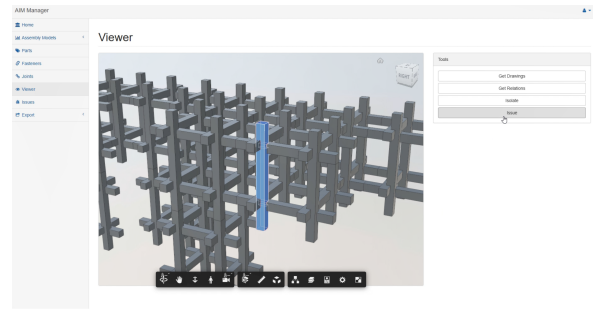 AIM Manager
Home
Assembly Models
Parts
Fasteners
Joints
Viewer
Issues
Export
Viewer
RIGHT
Tools
Get Drawings
Get Relations
Isolate
Issue